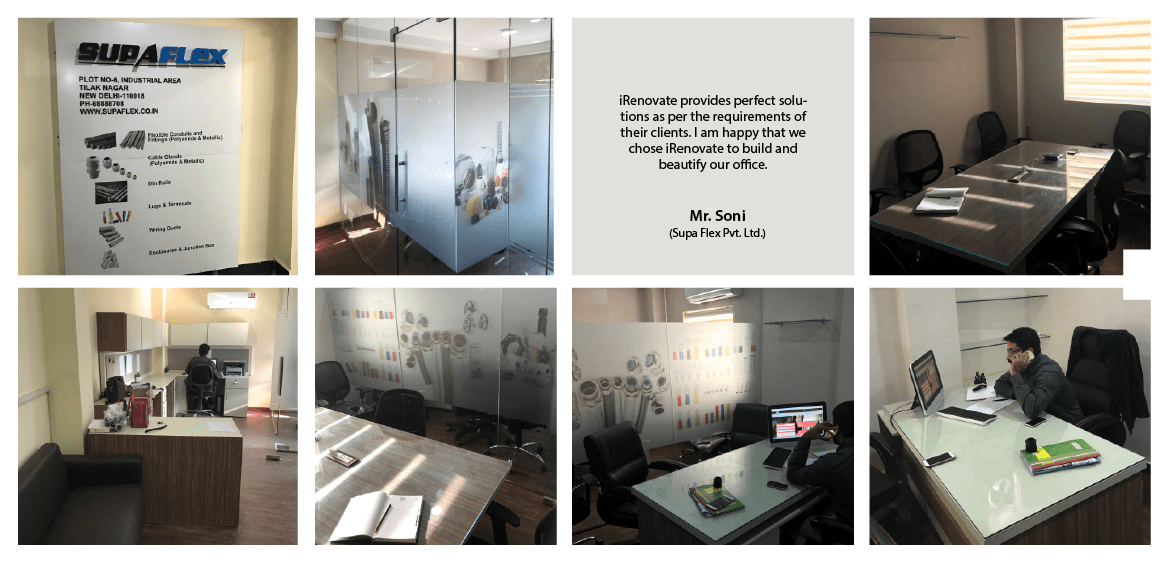 SUPAFLEX
PLOT NO-6, INDUSTRIAL AREA
TILAK NAGAR
NEW DELHI-110018
PH-68888708
WWW.SUPAFLEX.CO.IN
Flexible Conduits and
Fittings (Polyamide & Metallic)
Cable Glands
(Polyamide & Metallic)
Din Rails
Lugs & Terminals
Wiring Ducts
Enclosures & Junction Box
iRenovate provides perfect solu-
tions as per the requirements of
their clients. I am happy that we
chose iRenovate to build and
beautify our office.
Mr. Soni
(Supa Flex Pvt. Ltd.)